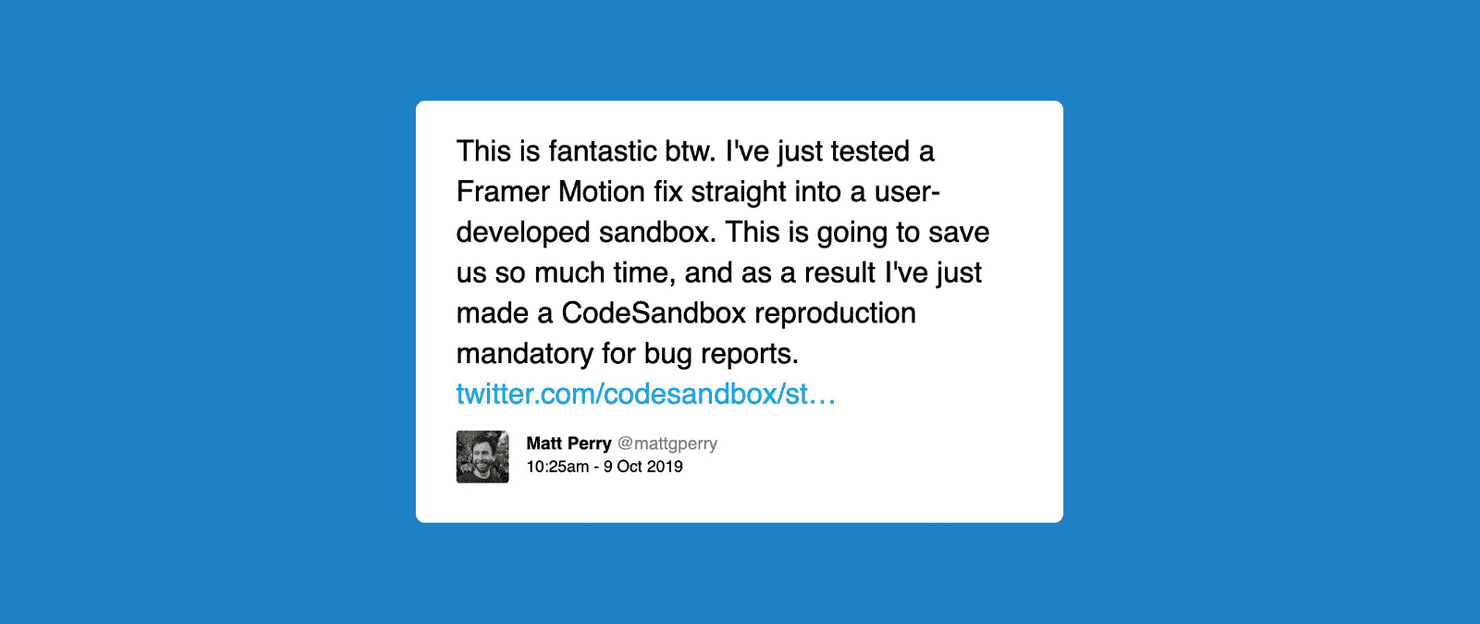 This is fantastic btw. I've just tested a
Framer Motion fix straight into a user-
developed sandbox. This is going to save
us so much time, and as a result I've just
made a CodeSandbox reproduction
mandatory for bug reports.
twitter.com/codesandbox/st…
Matt Perry @mattgperry
10:25am - 9 Oct 2019